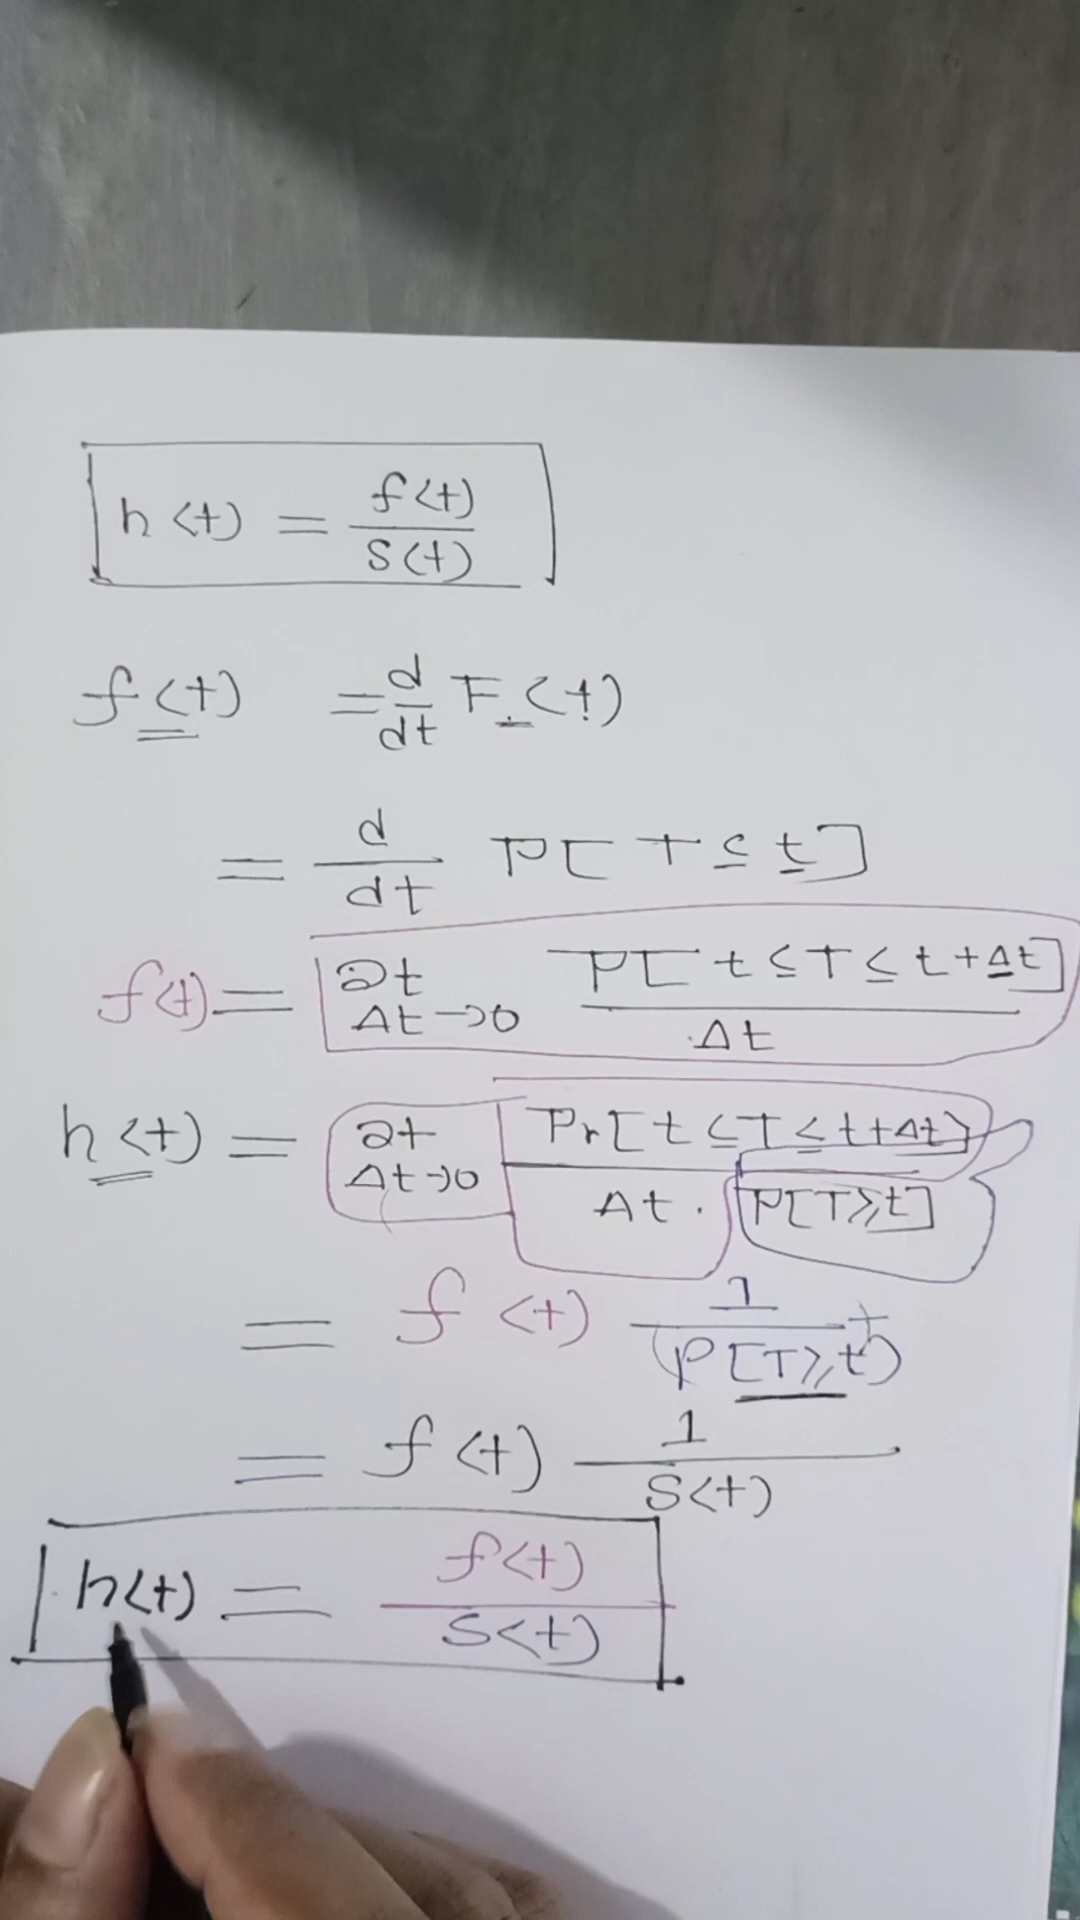 h(t) = f(t) / S(t)
f(t) = d/dt F(t)
= d/dt P[T ≤ t]
f(t) = lt Δt→0 P[t ≤ T ≤ t+Δt] / Δt
h(t) = lt Δt→0 Pr[t ≤ T ≤ t+Δt] / Δt · P[T ≥ t]
= f(t) 1 / P[T ≥ t)
= f(t) 1 / S(t)
h(t) = f(t) / S(t)